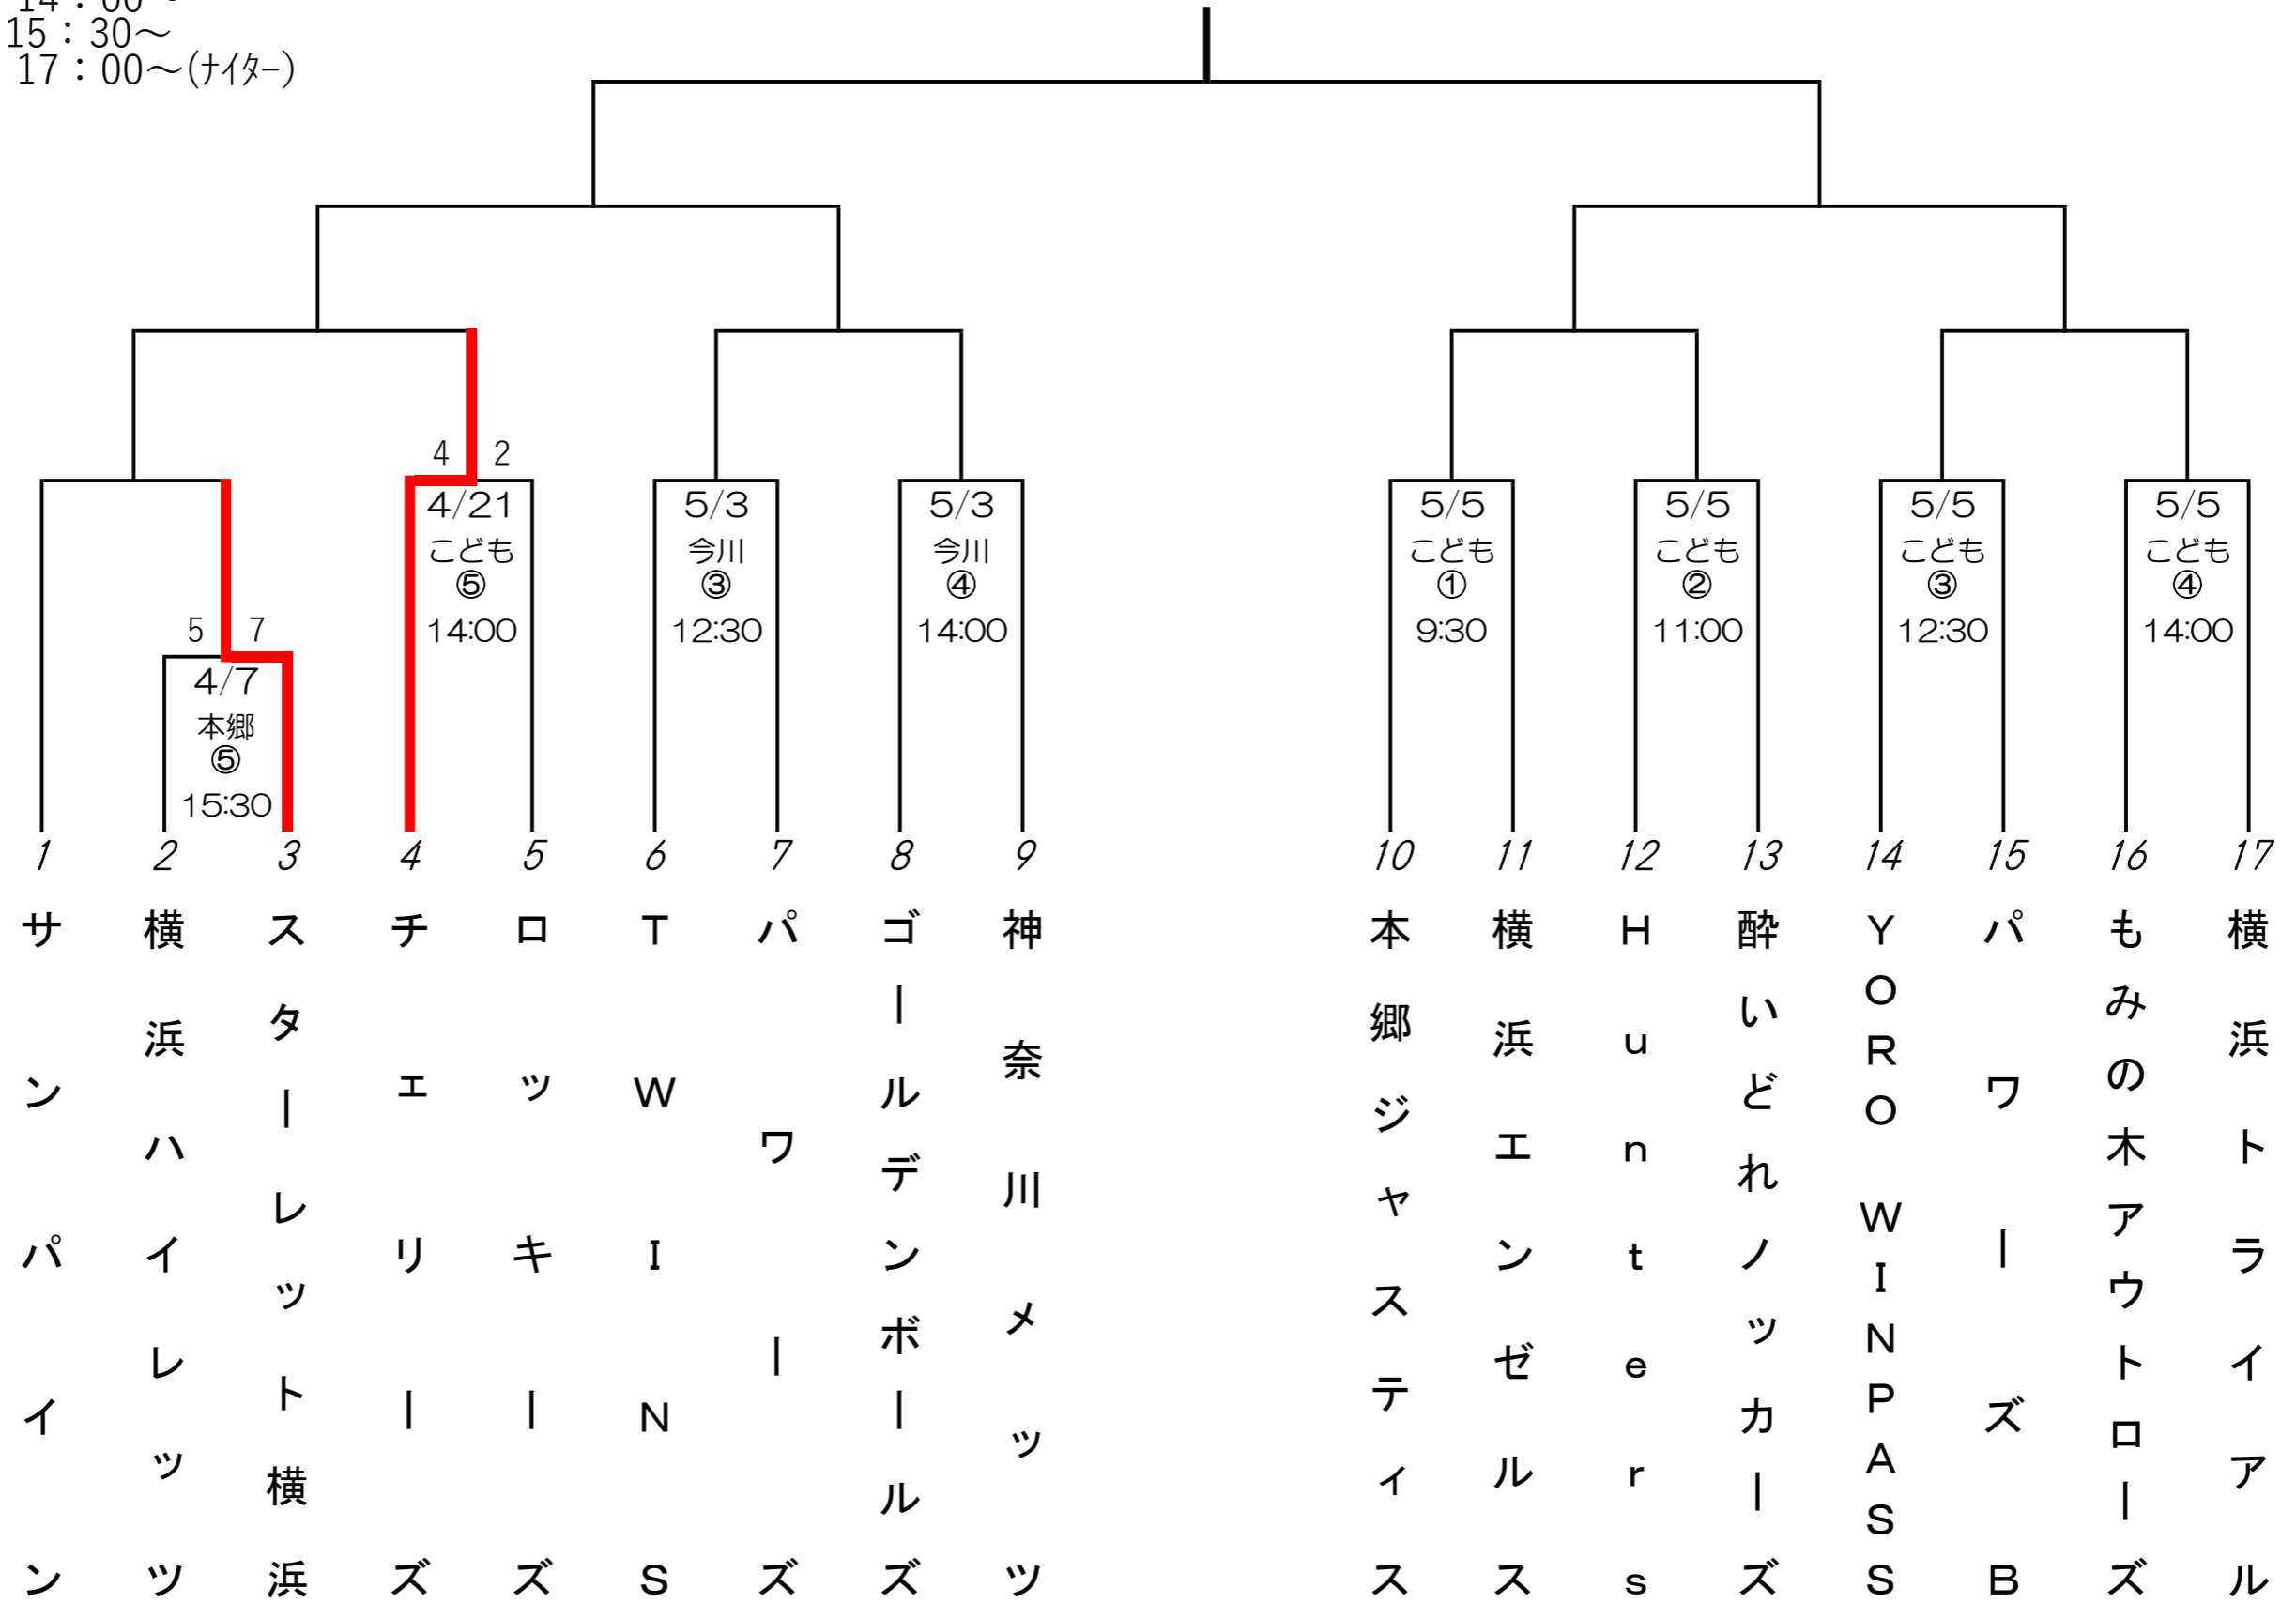 14：00～
15：30～
17：00～(ナイター)
4 2
4/21
こども
⑤
14:00
5/3
今川
③
12:30
5/3
今川
④
14:00
5/5
こども
①
9:30
5/5
こども
②
11:00
5/5
こども
③
12:30
5/5
こども
④
14:00
5 7
4/7
本郷
⑤
15:30
1 2 3 4 5 6 7 8 9 10 11 12 13 14 15 16 17
サンパイイン
横浜ハイレッツ
スターレット横浜
チェリーズ
ロッキーズ
TWINS
パワーズ
ゴールデンボールズ
神奈川メッツ
本郷ジャスティス
横浜エンゼルス
Hunters
酔いどれノッカーズ
YORO WINPASS
パワーズB
もみの木アウトローズ
横浜トライアル